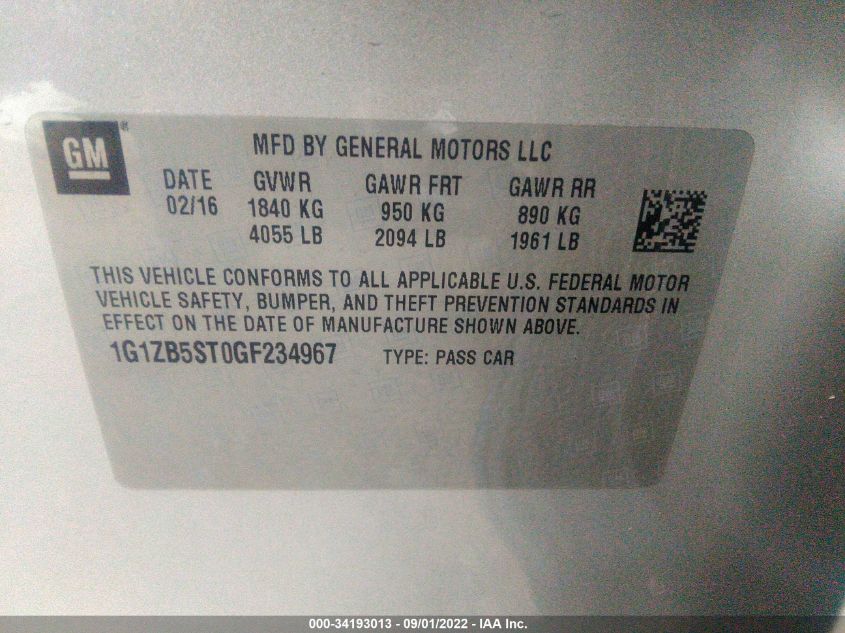 GM®
MFD BY GENERAL MOTORS LLC
DATE GVWR GAWR FRT GAWR RR
02/16 1840 KG 950 KG 890 KG
4055 LB 2094 LB 1961 LB
THIS VEHICLE CONFORMS TO ALL APPLICABLE U.S. FEDERAL MOTOR
VEHICLE SAFETY, BUMPER, AND THEFT PREVENTION STANDARDS IN
EFFECT ON THE DATE OF MANUFACTURE SHOWN ABOVE.
1G1ZB5ST0GF234967 TYPE: PASS CAR
000-34193013 - 09/01/2022 - IAA Inc.